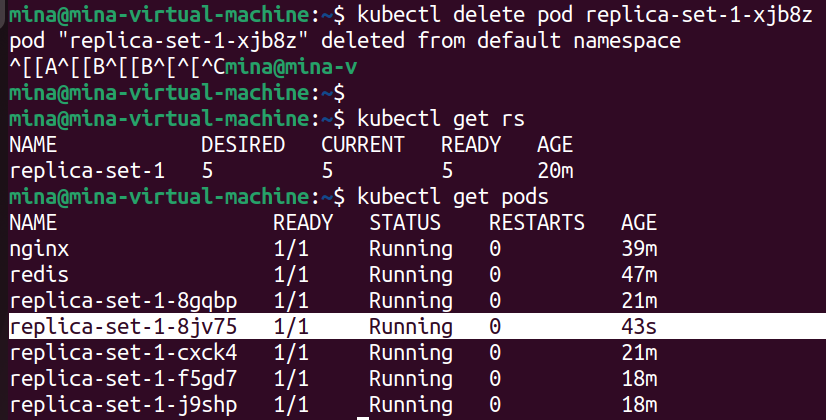 mina@mina-virtual-machine:~$ kubectl delete pod replica-set-1-xjb8z
pod "replica-set-1-xjb8z" deleted from default namespace
^[[A^[[B^[[B^[^[^Cmina@mina-v
mina@mina-virtual-machine:~$
mina@mina-virtual-machine:~$ kubectl get rs
NAME DESIRED CURRENT READY AGE
replica-set-1 5 5 5 20m
mina@mina-virtual-machine:~$ kubectl get pods
NAME READY STATUS RESTARTS AGE
nginx 1/1 Running 0 39m
redis 1/1 Running 0 47m
replica-set-1-8gqbp 1/1 Running 0 21m
replica-set-1-8jv75 1/1 Running 0 43s
replica-set-1-cxck4 1/1 Running 0 21m
replica-set-1-f5gd7 1/1 Running 0 18m
replica-set-1-j9shp 1/1 Running 0 18m